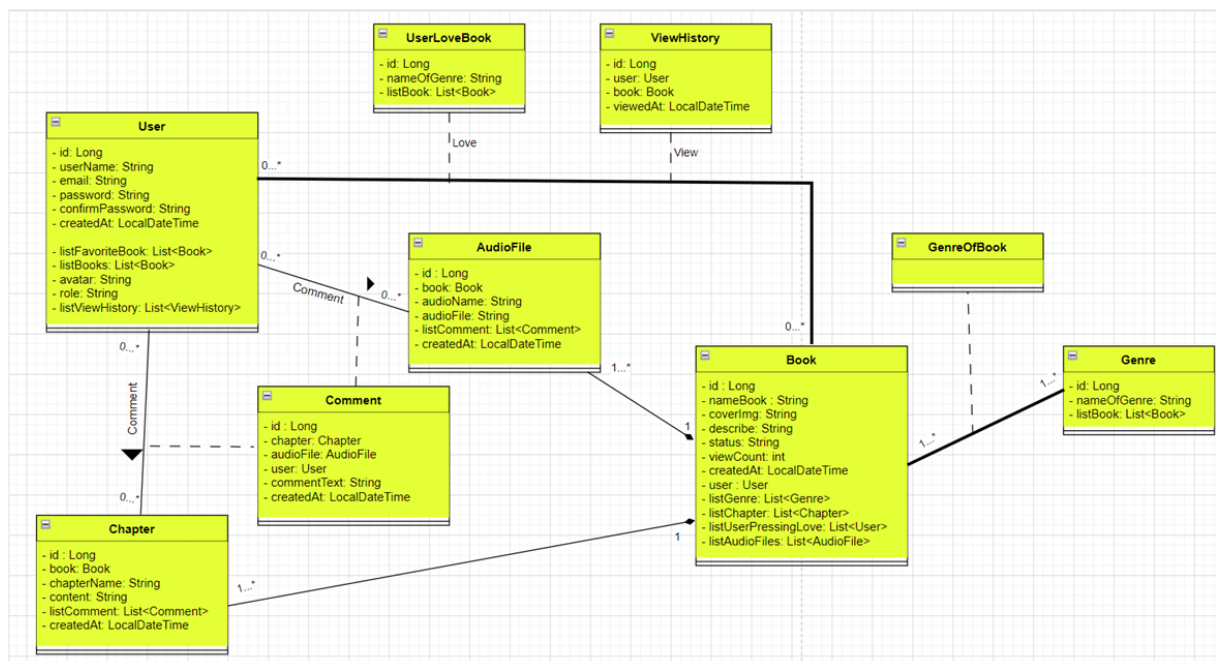 UserLoveBook
- id: Long
- nameOfGenre: String
- listBook: List<Book>
ViewHistory
- id: Long
- user: User
- book: Book
- viewedAt: LocalDateTime
Love
View
User
- id: Long
- userName: String
- email: String
- password: String
- confirmPassword: String
- createdAt: LocalDateTime
- listFavoriteBook: List<Book>
- listBooks: List<Book>
- avatar: String
- role: String
- listViewHistory: List<ViewHistory>
0...*
0...*
Comment
0...*
AudioFile
- id : Long
- book: Book
- audioName: String
- audioFile: String
- listComment: List<Comment>
- createdAt: LocalDateTime
GenreOfBook
0...*
0...*
Comment
0...*
1...*
1
Comment
- id : Long
- chapter: Chapter
- audioFile: AudioFile
- user: User
- commentText: String
- createdAt: LocalDateTime
Book
- id : Long
- nameBook : String
- coverImg: String
- describe: String
- status: String
- viewCount: int
- createdAt: LocalDateTime
- user : User
- listGenre: List<Genre>
- listChapter: List<Chapter>
- listUserPressingLove: List<User>
- listAudioFiles: List<AudioFile>
1...*
1...*
Genre
- id: Long
- nameOfGenre: String
- listBook: List<Book>
Chapter
- id : Long
- book: Book
- chapterName: String
- content: String
- listComment: List<Comment>
- createdAt: LocalDateTime
1...*
1